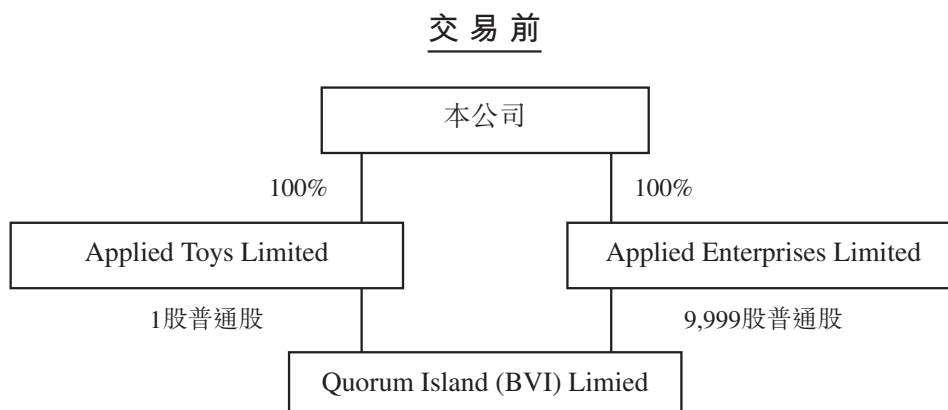 交易前
本公司
100%
100%
Applied Toys Limited
Applied Enterprises Limited
1股普通股
9,999股普通股
Quorum Island (BVI) Limied